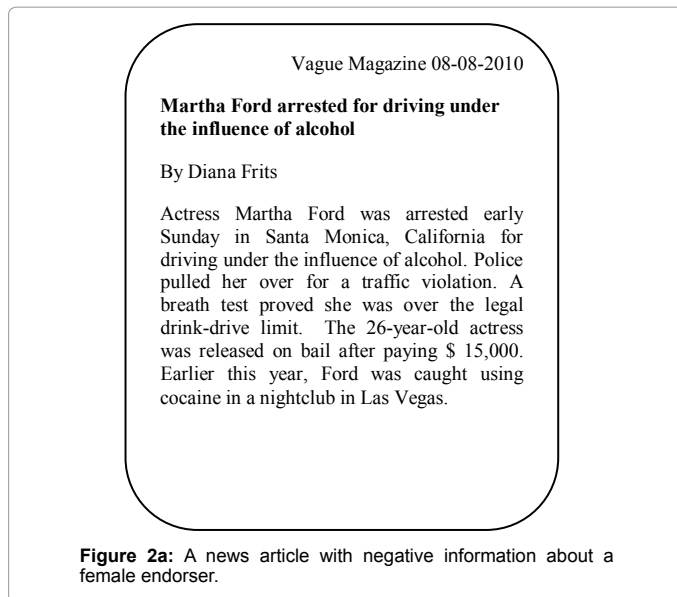 Vague Magazine 08-08-2010
Martha Ford arrested for driving under
the influence of alcohol
By Diana Frits
Actress Martha Ford was arrested early
Sunday in Santa Monica, California for
driving under the influence of alcohol. Police
pulled her over for a traffic violation. A
breath test proved she was over the legal
drink-drive limit. The 26-year-old actress
was released on bail after paying $ 15,000.
Earlier this year, Ford was caught using
cocaine in a nightclub in Las Vegas.
Figure 2a: A news article with negative information about a
female endorser.